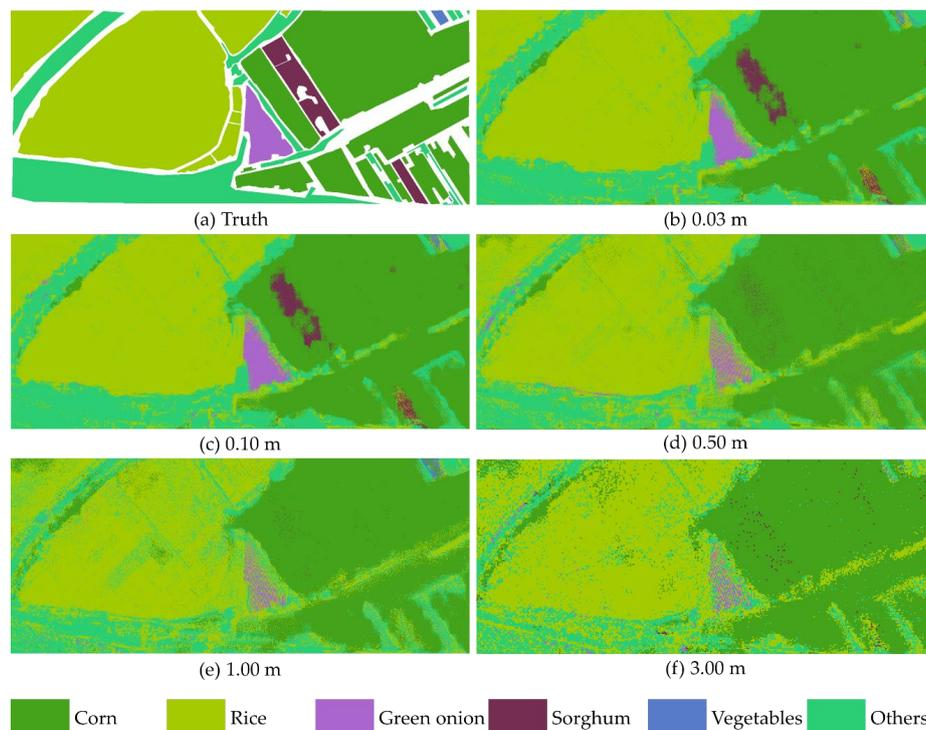 (a) Truth
(b) 0.03 m
(c) 0.10 m
(d) 0.50 m
(e) 1.00 m
(f) 3.00 m
Corn Rice Green onion Sorghum Vegetables Others